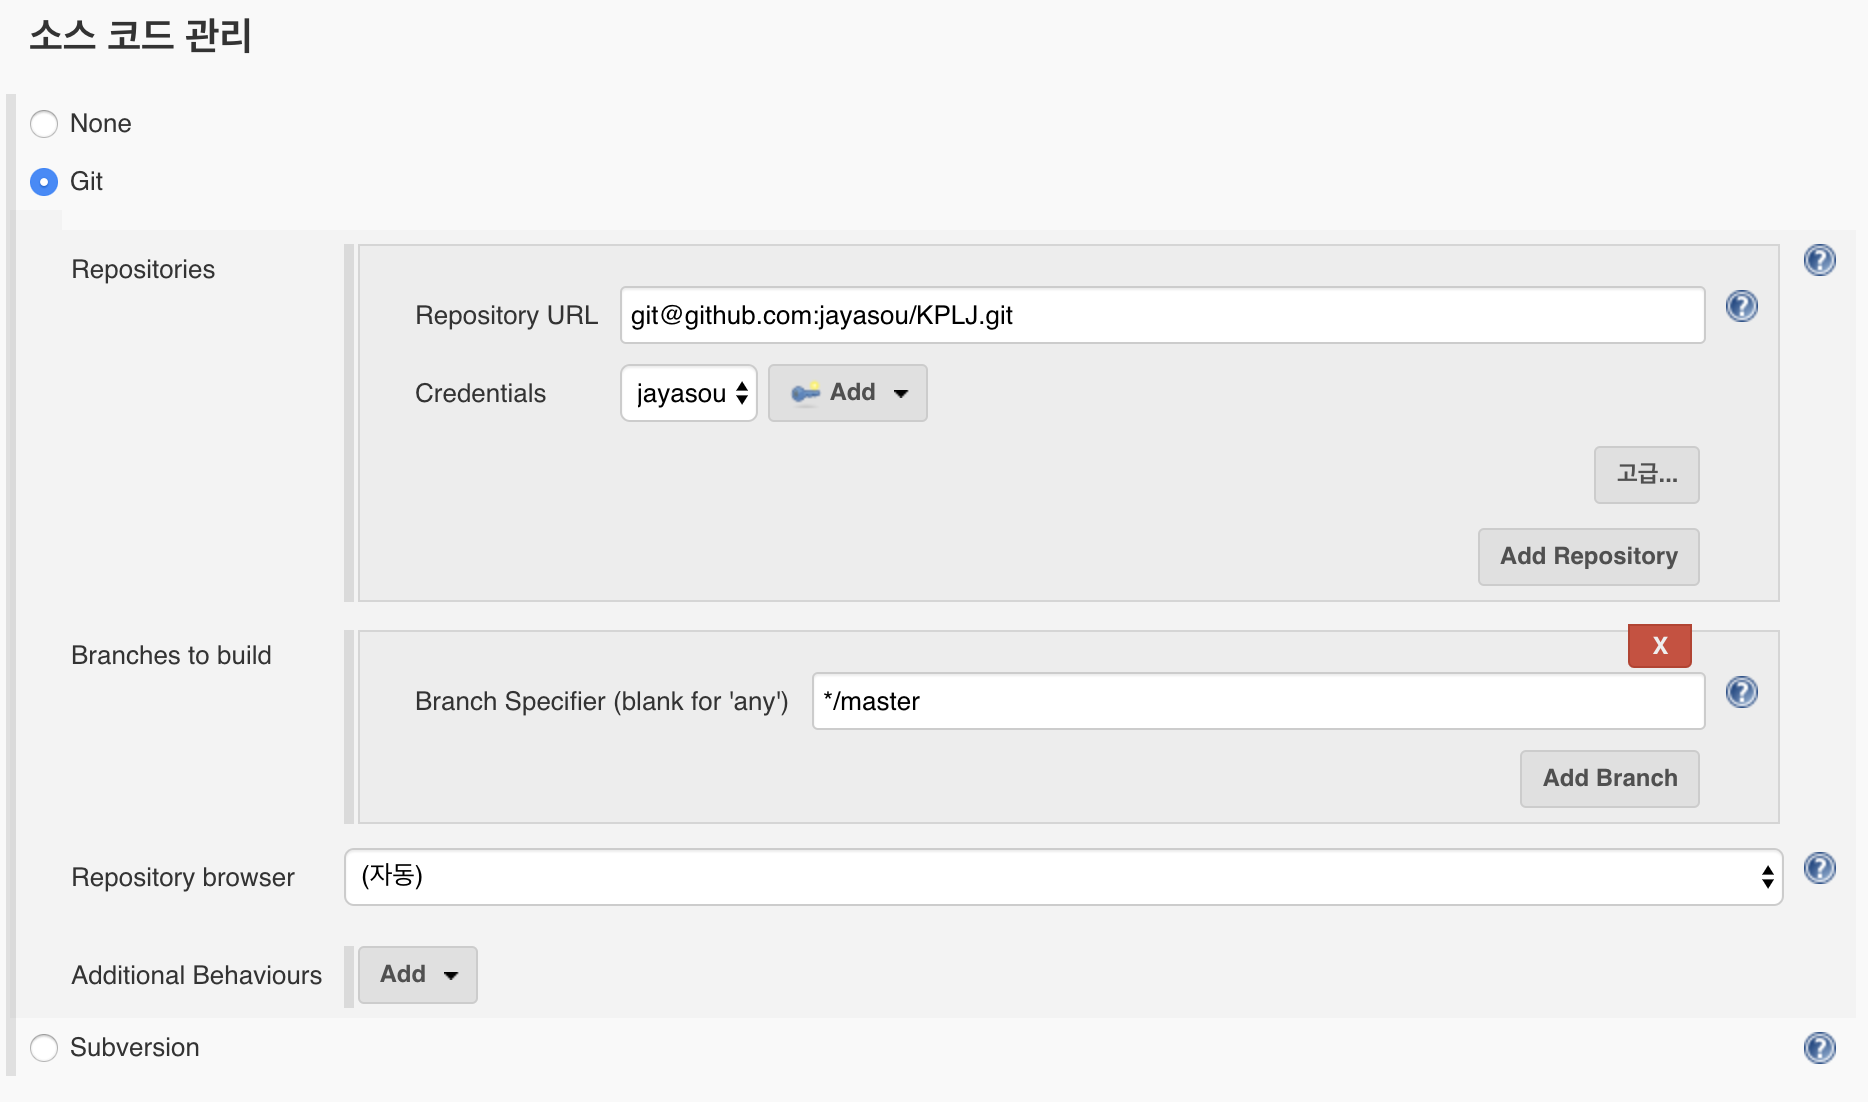 소스 코드 관리
None
Git
Repositories
Repository URL git@github.com:jayasou/KPLJ.git
Credentials jayasou Add
고급...
Add Repository
Branches to build
X
Branch Specifier (blank for 'any') */master
Add Branch
Repository browser (자동)
Additional Behaviours Add
Subversion